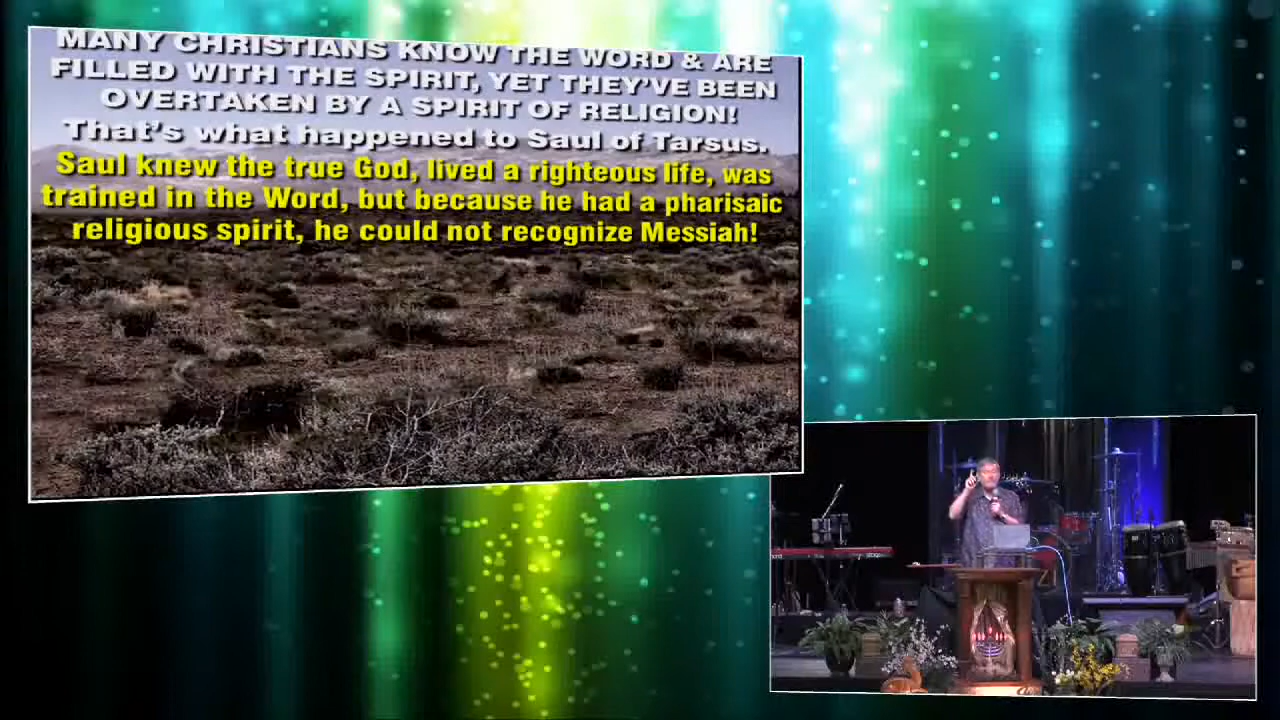 MANY CHRISTIANS KNOW THE WORD & ARE
FILLED WITH THE SPIRIT, YET THEY'VE BEEN
OVERTAKEN BY A SPIRIT OF RELIGION!
That's what happened to Saul of Tarsus.
Saul knew the true God, lived a righteous life, was
trained in the Word, but because he had a pharisaic
religious spirit, he could not recognize Messiah!